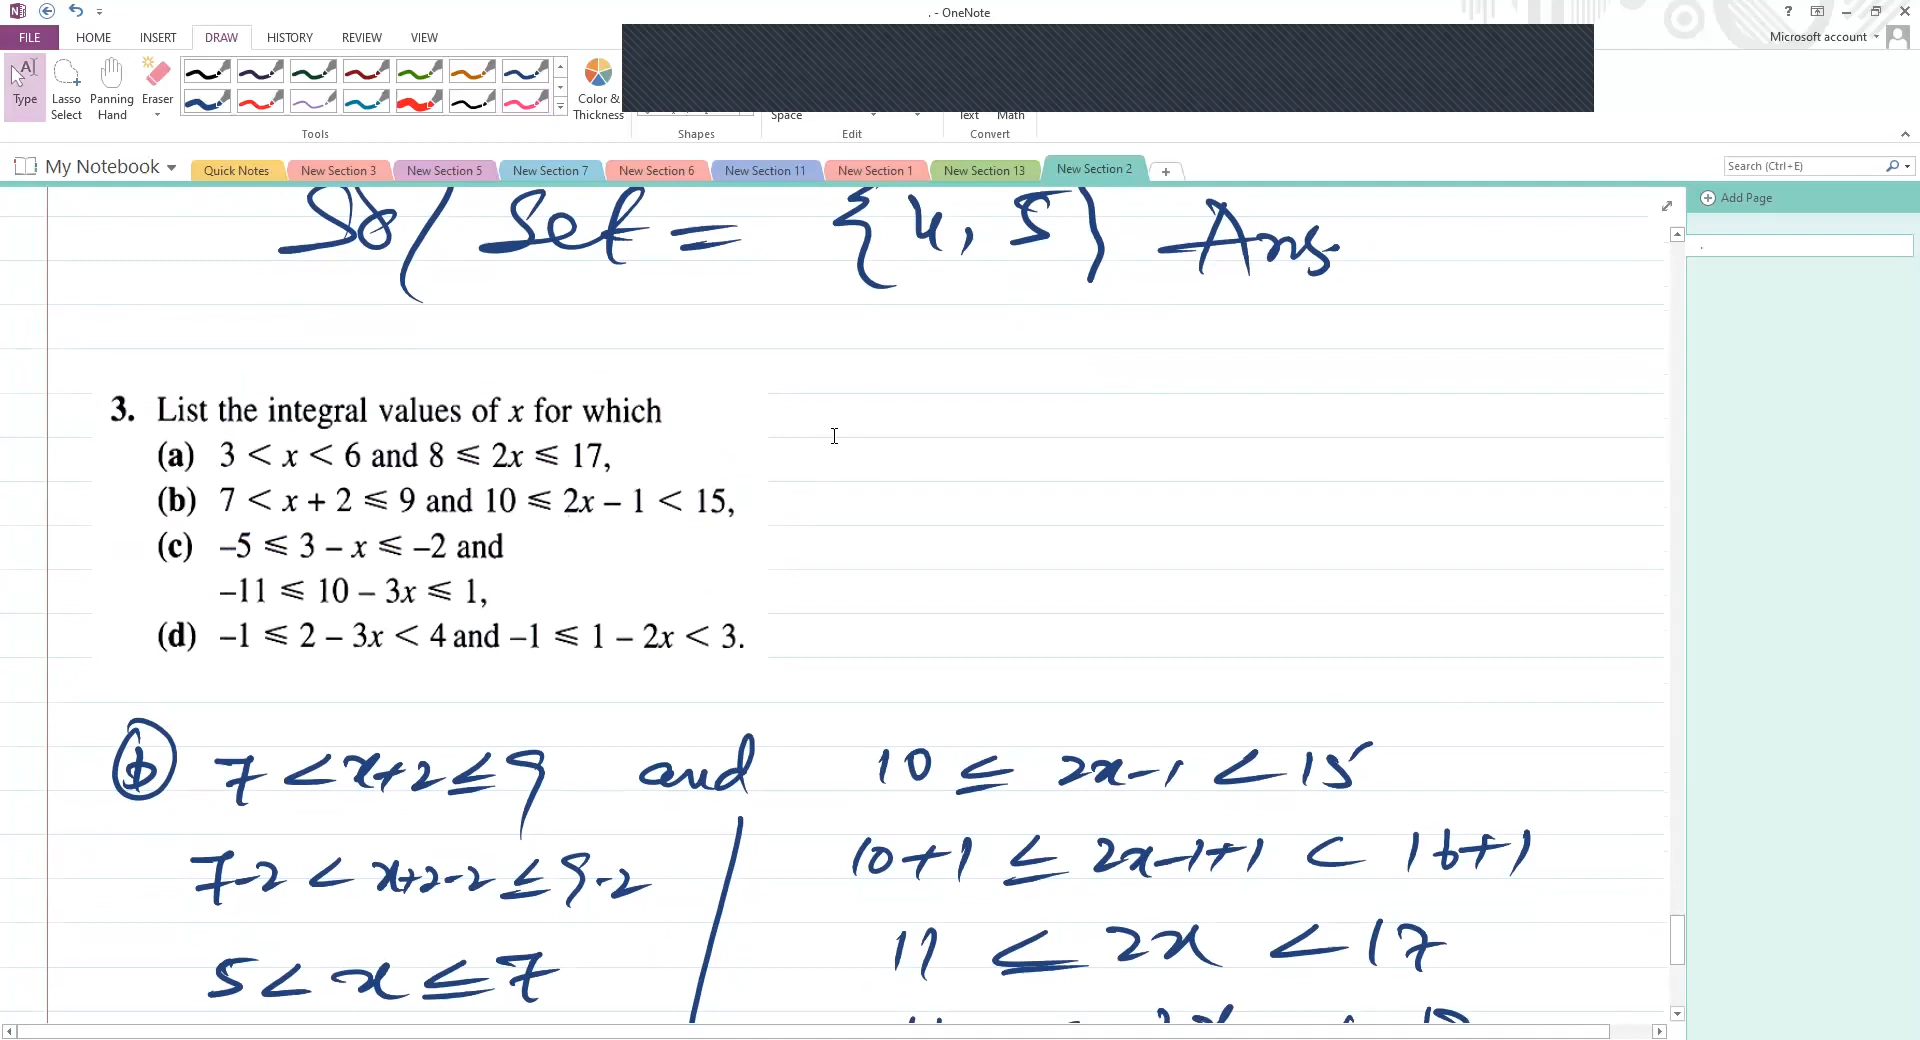 . - OneNote
?
Microsoft account
FILE HOME INSERT DRAW HISTORY REVIEW VIEW
Type Lasso Select Panning Hand Eraser
Color & Thickness
Space
Text Math
Tools Shapes Edit Convert
My Notebook Quick Notes New Section 3 New Section 5 New Section 7 New Section 6 New Section 11 New Section 1 New Section 13 New Section 2 +
Search (Ctrl+E)
Add Page
.
Set = {4, 5} Ans
3. List the integral values of x for which
(a) 3 < x < 6 and 8 ⩽ 2x ⩽ 17,
(b) 7 < x + 2 ⩽ 9 and 10 ⩽ 2x – 1 < 15,
(c) –5 ⩽ 3 – x ⩽ –2 and
–11 ⩽ 10 – 3x ⩽ 1,
(d) –1 ⩽ 2 – 3x < 4 and –1 ⩽ 1 – 2x < 3.
b 7 < x+2 ≤ 9 and 10 ≤ 2x-1 < 15
7-2 < x+2-2 ≤ 9-2 10+1 ≤ 2x-1+1 < 16+1
5 < x ≤ 7 11 ≤ 2x < 17